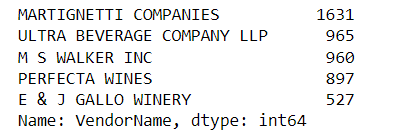 MARTIGNETTI COMPANIES 1631
ULTRA BEVERAGE COMPANY LLP 965
M S WALKER INC 960
PERFECTA WINES 897
E & J GALLO WINERY 527
Name: VendorName, dtype: int64